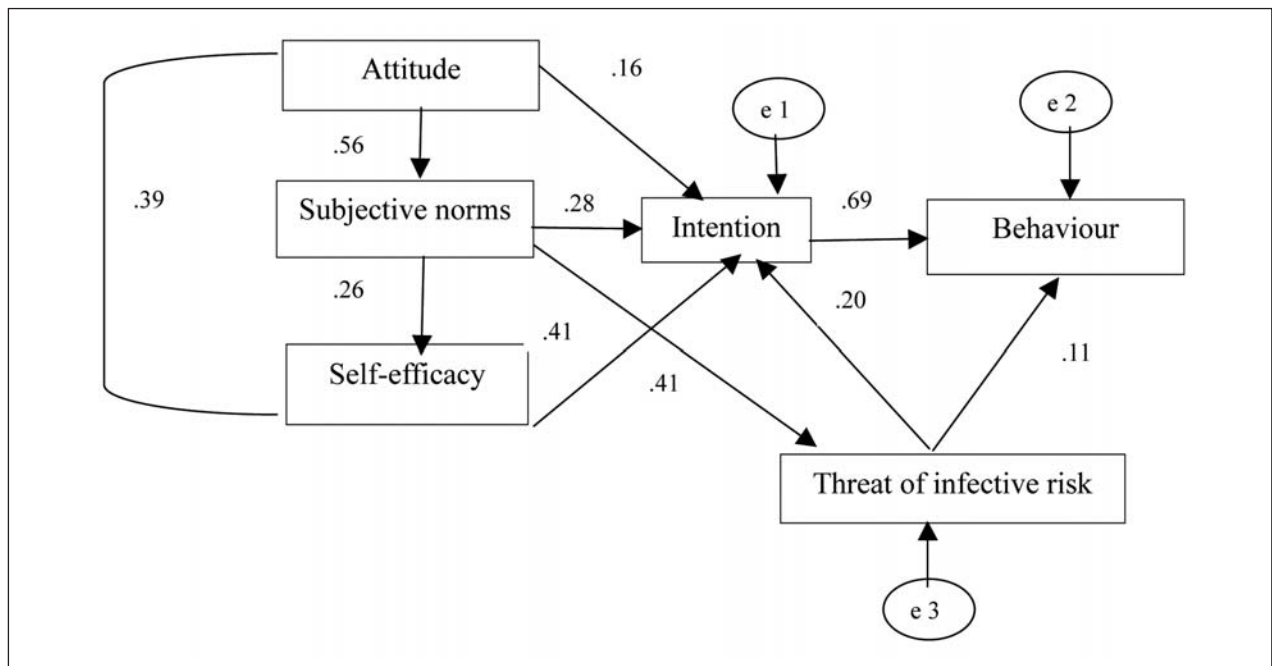 Attitude
.16
e 1
e 2
.56
.39
Subjective norms
.28
Intention
.69
Behaviour
.26
.20
Self-efficacy
.41
.41
.11
Threat of infective risk
e 3